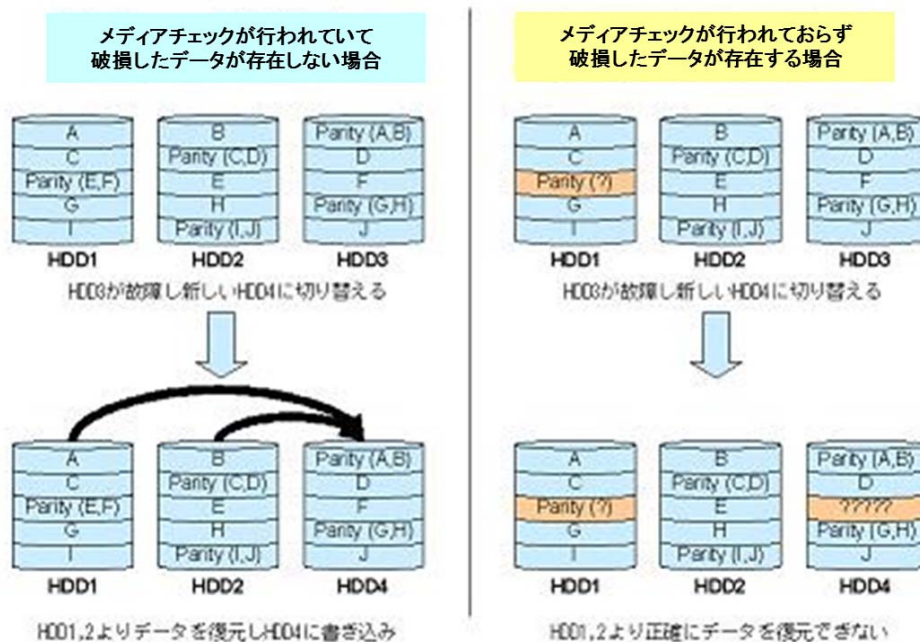 メディアチェックが行われていて
破損したデータが存在しない場合
A
C
Parity (E,F)
G
I
HDD1
B
Parity (C,D)
E
H
Parity (I,J)
HDD2
Parity (A,B)
D
F
Parity (G,H)
J
HDD3
HDD3が故障し新しいHDD4に切り替える
A
C
Parity (E,F)
G
I
HDD1
B
Parity (C,D)
E
H
Parity (I,J)
HDD2
Parity (A,B)
D
F
Parity (G,H)
J
HDD4
HDD1,2よりデータを復元しHDD4に書き込み
メディアチェックが行われておらず
破損したデータが存在する場合
A
C
Parity (?)
G
I
HDD1
B
Parity (C,D)
E
H
Parity (I,J)
HDD2
Parity (A,B)
D
F
Parity (G,H)
J
HDD3
HDD3が故障し新しいHDD4に切り替える
A
C
Parity (?)
G
I
HDD1
B
Parity (C,D)
E
H
Parity (I,J)
HDD2
Parity (A,B)
D
?????
Parity (G,H)
J
HDD4
HDD1,2より正確にデータを復元できない